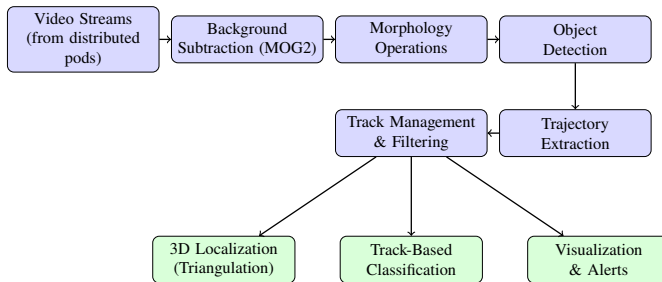 Video Streams
(from distributed
pods)
Background
Subtraction (MOG2)
Morphology
Operations
Object
Detection
Trajectory
Extraction
Track Management
& Filtering
3D Localization
(Triangulation)
Track-Based
Classification
Visualization
& Alerts